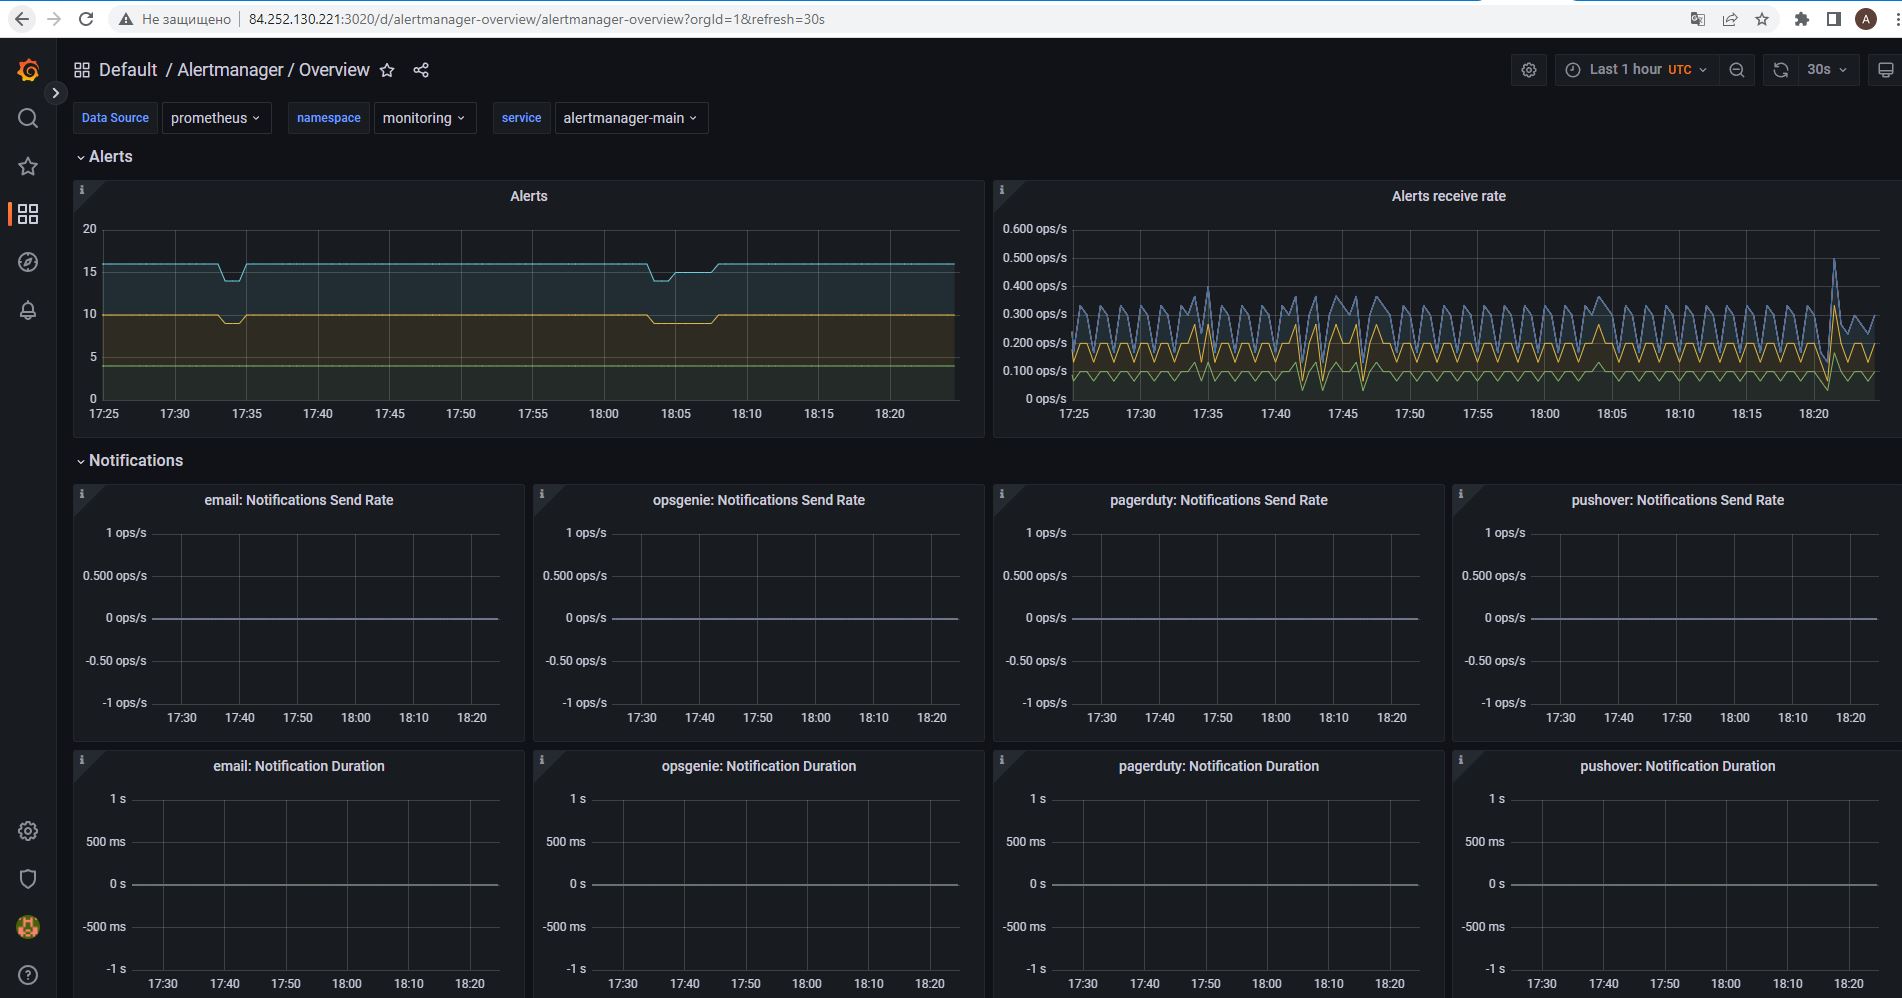 Не защищено 84.252.130.221:3020/d/alertmanager-overview/alertmanager-overview?orgId=1&refresh=30s A
Default / Alertmanager / Overview Last 1 hour UTC 30s
Data Source prometheus namespace monitoring service alertmanager-main
Alerts
Alerts
20
15
10
5
0
17:25 17:30 17:35 17:40 17:45 17:50 17:55 18:00 18:05 18:10 18:15 18:20
Alerts receive rate
0.600 ops/s
0.500 ops/s
0.400 ops/s
0.300 ops/s
0.200 ops/s
0.100 ops/s
0 ops/s
17:25 17:30 17:35 17:40 17:45 17:50 17:55 18:00 18:05 18:10 18:15 18:20
Notifications
email: Notifications Send Rate
1 ops/s
0.500 ops/s
0 ops/s
-0.50 ops/s
-1 ops/s
17:30 17:40 17:50 18:00 18:10 18:20
opsgenie: Notifications Send Rate
1 ops/s
0.500 ops/s
0 ops/s
-0.50 ops/s
-1 ops/s
17:30 17:40 17:50 18:00 18:10 18:20
pagerduty: Notifications Send Rate
1 ops/s
0.500 ops/s
0 ops/s
-0.50 ops/s
-1 ops/s
17:30 17:40 17:50 18:00 18:10 18:20
pushover: Notifications Send Rate
1 ops/s
0.500 ops/s
0 ops/s
-0.50 ops/s
-1 ops/s
17:30 17:40 17:50 18:00 18:10 18:20
email: Notification Duration
1 s
500 ms
0 s
-500 ms
-1 s
17:30 17:40 17:50 18:00 18:10 18:20
opsgenie: Notification Duration
1 s
500 ms
0 s
-500 ms
-1 s
17:30 17:40 17:50 18:00 18:10 18:20
pagerduty: Notification Duration
1 s
500 ms
0 s
-500 ms
-1 s
17:30 17:40 17:50 18:00 18:10 18:20
pushover: Notification Duration
1 s
500 ms
0 s
-500 ms
-1 s
17:30 17:40 17:50 18:00 18:10 18:20